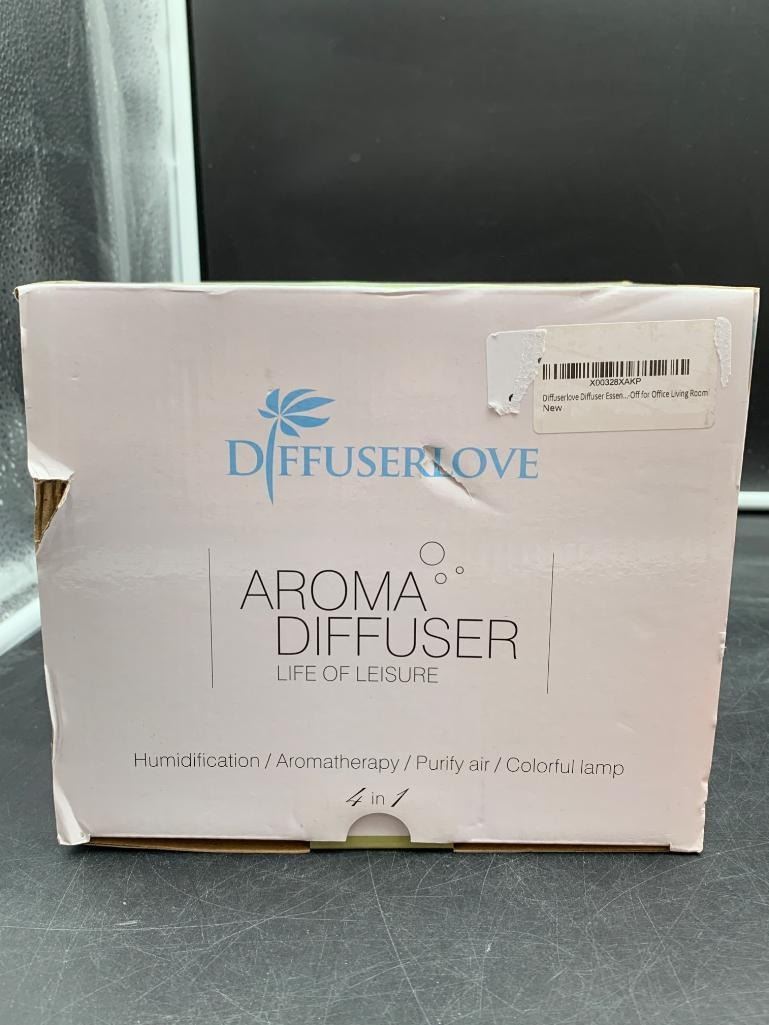 X00328XAKP
Diffuserlove Diffuser Essen...-Off for Office Living Room
New
DIFFUSERLOVE
AROMA
DIFFUSER
LIFE OF LEISURE
Humidification / Aromatherapy / Purify air / Colorful lamp
4 in 1